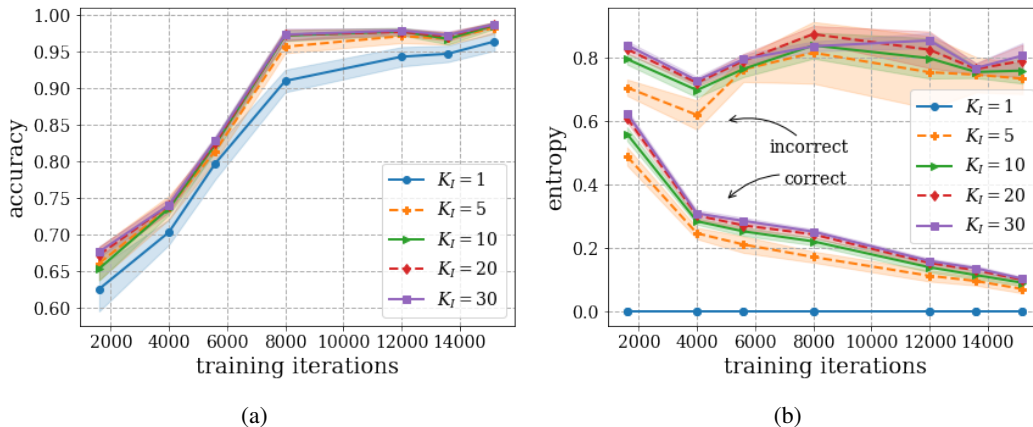 accuracy
1.00
0.95
0.90
0.85
0.80
0.75
0.70
0.65
0.60
2000 4000 6000 8000 10000 12000 14000
training iterations
K_I = 1
K_I = 5
K_I = 10
K_I = 20
K_I = 30
(a)
entropy
0.8
0.6
0.4
0.2
0.0
2000 4000 6000 8000 10000 12000 14000
training iterations
incorrect
correct
K_I = 1
K_I = 5
K_I = 10
K_I = 20
K_I = 30
(b)